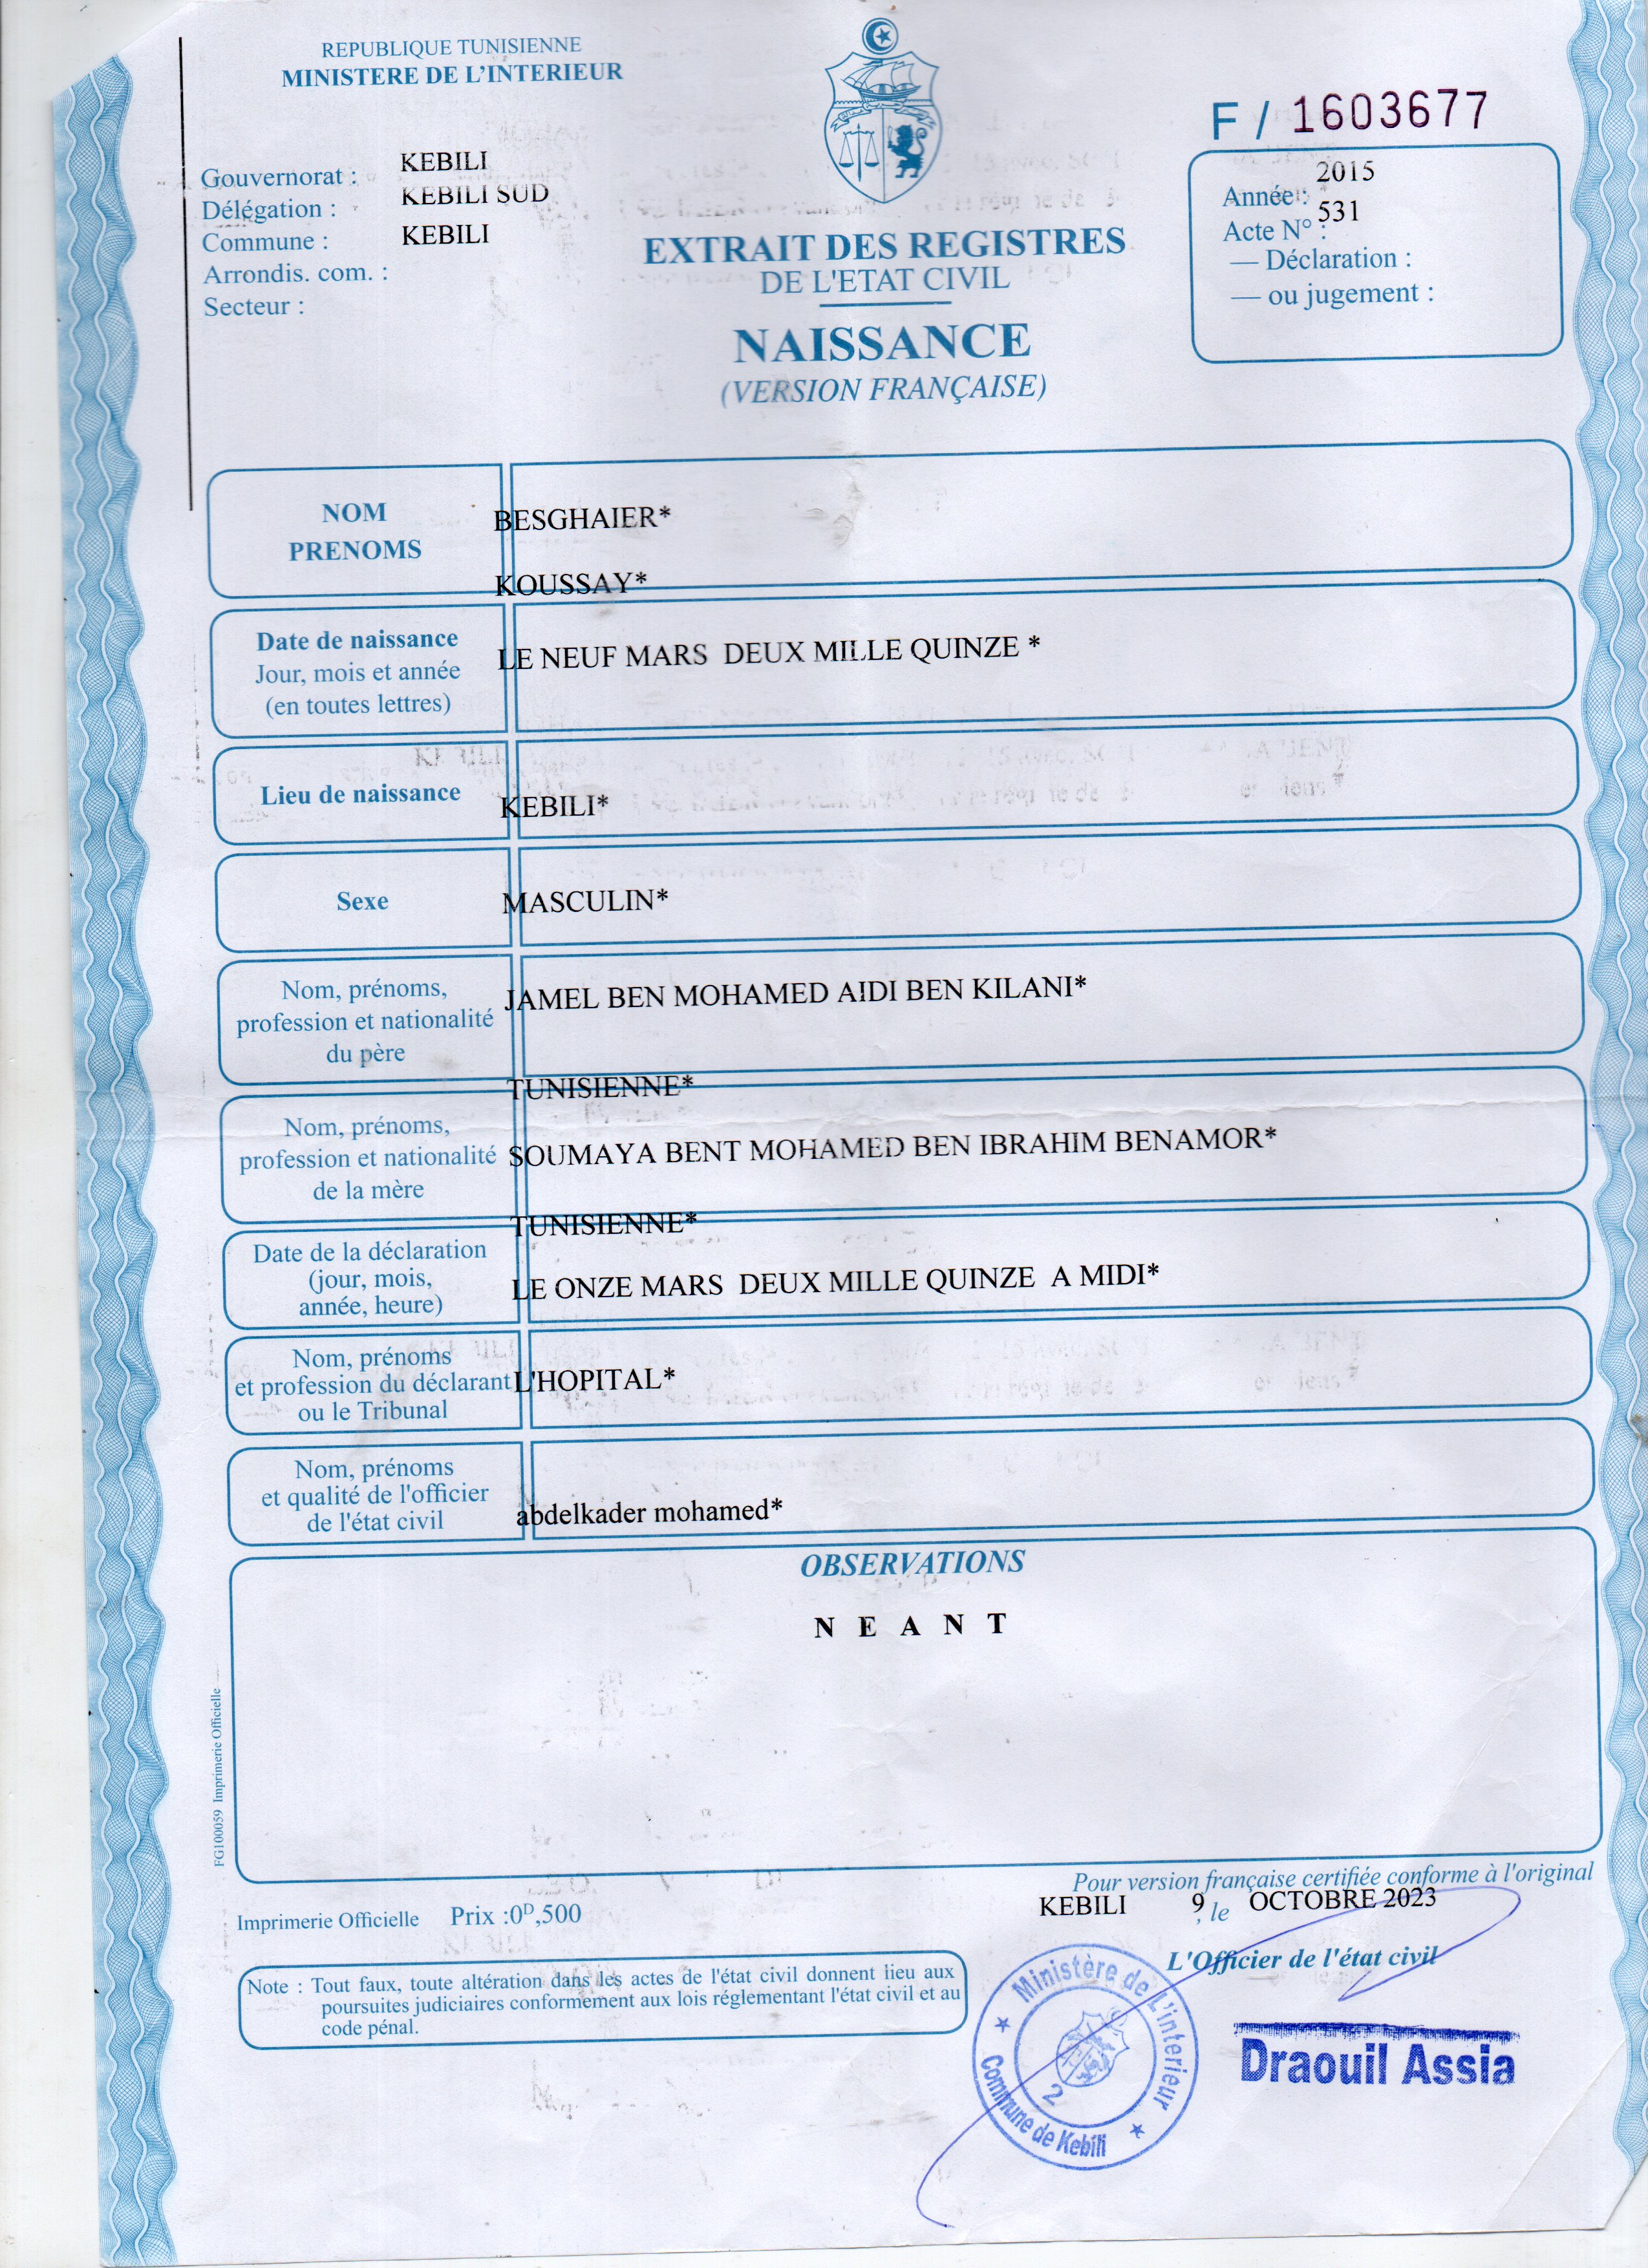 REPUBLIQUE TUNISIENNE
MINISTERE DE L'INTERIEUR
F / 1603677
Gouvernorat : KEBILI
Délégation : KEBILI SUD
Commune : KEBILI
Arrondis. com. :
Secteur :
Année : 2015
Acte N° : 531
— Déclaration :
— ou jugement :
EXTRAIT DES REGISTRES
DE L'ETAT CIVIL
NAISSANCE
(VERSION FRANÇAISE)
NOM
PRENOMS
BESGHAIER*
KOUSSAY*
Date de naissance
Jour, mois et année
(en toutes lettres)
LE NEUF MARS DEUX MILLE QUINZE *
Lieu de naissance
KEBILI*
Sexe
MASCULIN*
Nom, prénoms,
profession et nationalité
du père
JAMEL BEN MOHAMED AIDI BEN KILANI*
TUNISIENNE*
Nom, prénoms,
profession et nationalité
de la mère
SOUMAYA BENT MOHAMED BEN IBRAHIM BENAMOR*
TUNISIENNE*
Date de la déclaration
(jour, mois,
année, heure)
LE ONZE MARS DEUX MILLE QUINZE A MIDI*
Nom, prénoms
et profession du déclarant
ou le Tribunal
L'HOPITAL*
Nom, prénoms
et qualité de l'officier
de l'état civil
abdelkader mohamed*
OBSERVATIONS
N E A N T
FG100059 Imprimerie Officielle
Pour version française certifiée conforme à l'original
KEBILI 9 , le OCTOBRE 2023
Imprimerie Officielle Prix :0D,500
L'Officier de l'état civil
Note : Tout faux, toute altération dans les actes de l'état civil donnent lieu aux
poursuites judiciaires conformement aux lois réglementant l'état civil et au
code pénal.
Ministère de L'interieur
2
Commune de Kebili
Draouil Assia